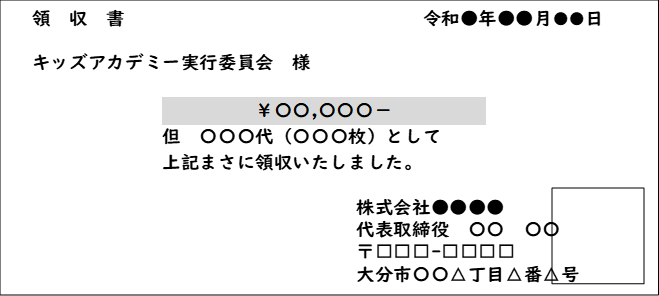 領　収　書　令和●年●●月●●日
キッズアカデミー実行委員会　様
￥〇〇,〇〇〇－
但　〇〇〇代（〇〇〇枚）として
上記まさに領収いたしました。
株式会社●●●●
代表取締役　〇〇　〇〇
〒□□□-□□□□
大分市〇〇△丁目△番△号